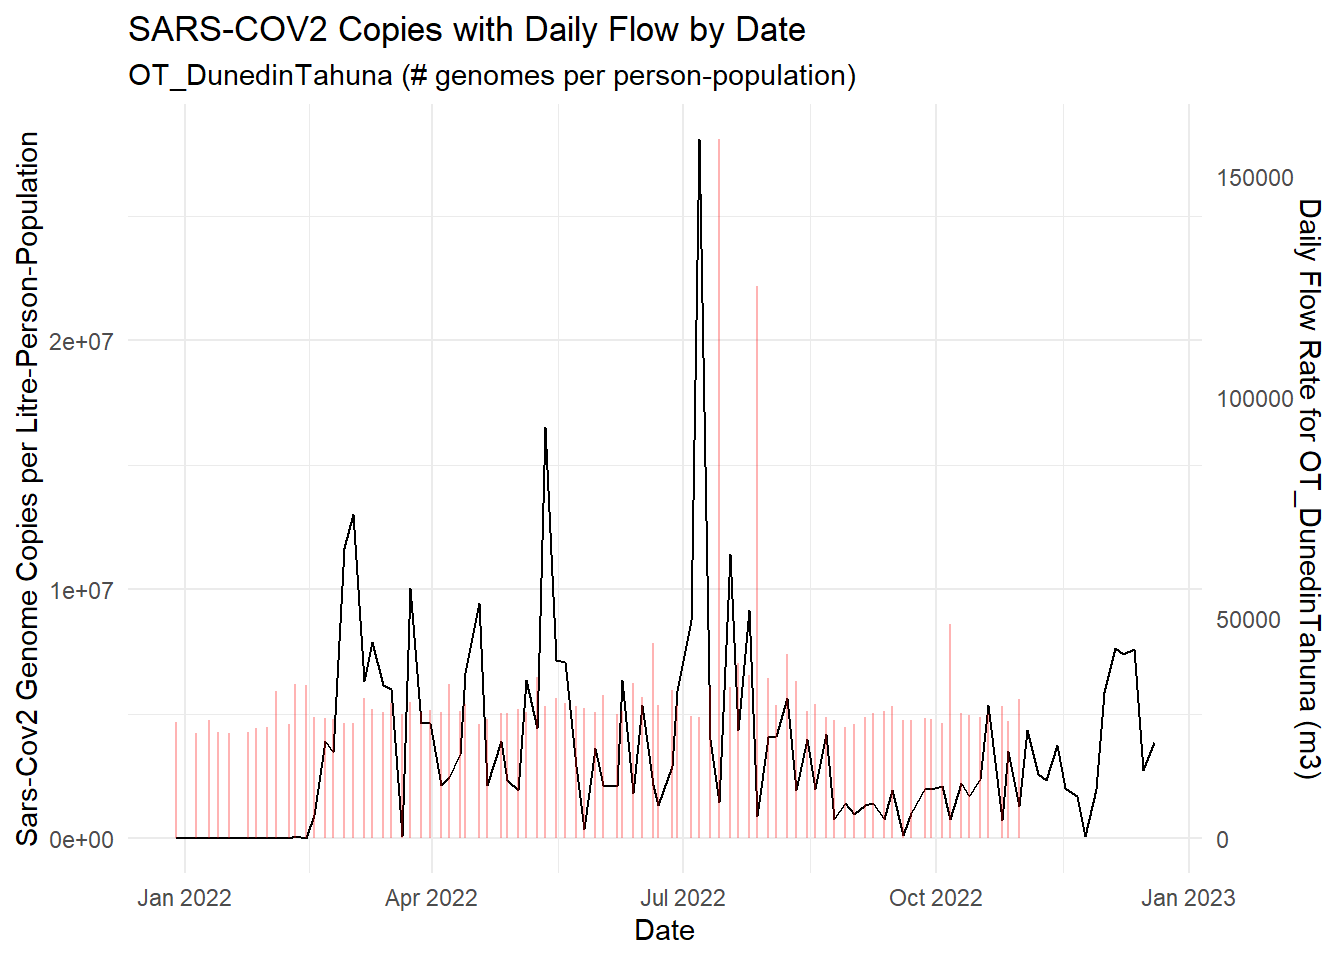 SARS-COV2 Copies with Daily Flow by Date
OT_DunedinTahuna (# genomes per person-population)
Sars-Cov2 Genome Copies per Litre-Person-Population
2e+07
1e+07
0e+00
150000
100000
50000
0
Daily Flow Rate for OT_DunedinTahuna (m3)
Jan 2022
Apr 2022
Jul 2022
Oct 2022
Jan 2023
Date